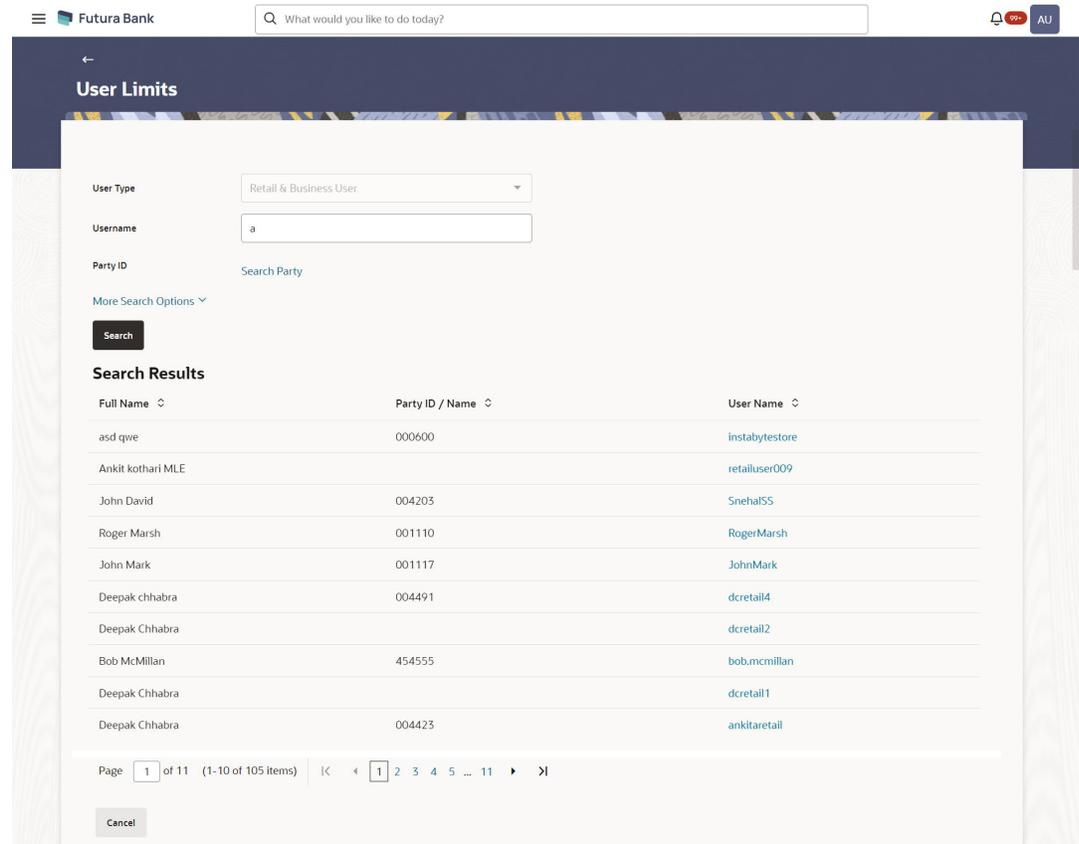 Futura Bank What would you like to do today? 99+ AU
User Limits
User Type Retail & Business User
Username a
Party ID Search Party
More Search Options
Search
Search Results
Full Name Party ID / Name User Name
asd qwe 000600 instabytestore
Ankit kothari MLE retailuser009
John David 004203 SnehalSS
Roger Marsh 001110 RogerMarsh
John Mark 001117 JohnMark
Deepak chhabra 004491 dcretail4
Deepak Chhabra dcretail2
Bob McMillan 454555 bob.mcmillan
Deepak Chhabra dcretail1
Deepak Chhabra 004423 ankitaretail
Page 1 of 11 (1-10 of 105 items) 1 2 3 4 5 ... 11
Cancel